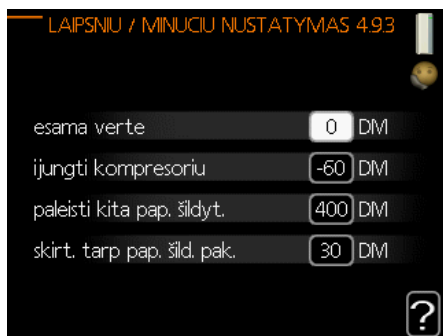 LAIPSNIU / MINUCIU NUSTATYMAS 4.9.3
esama verte 0 DM
ijungti kompresoriu -60 DM
paleisti kita pap. šildyt. 400 DM
skirt. tarp pap. šild. pak. 30 DM
?